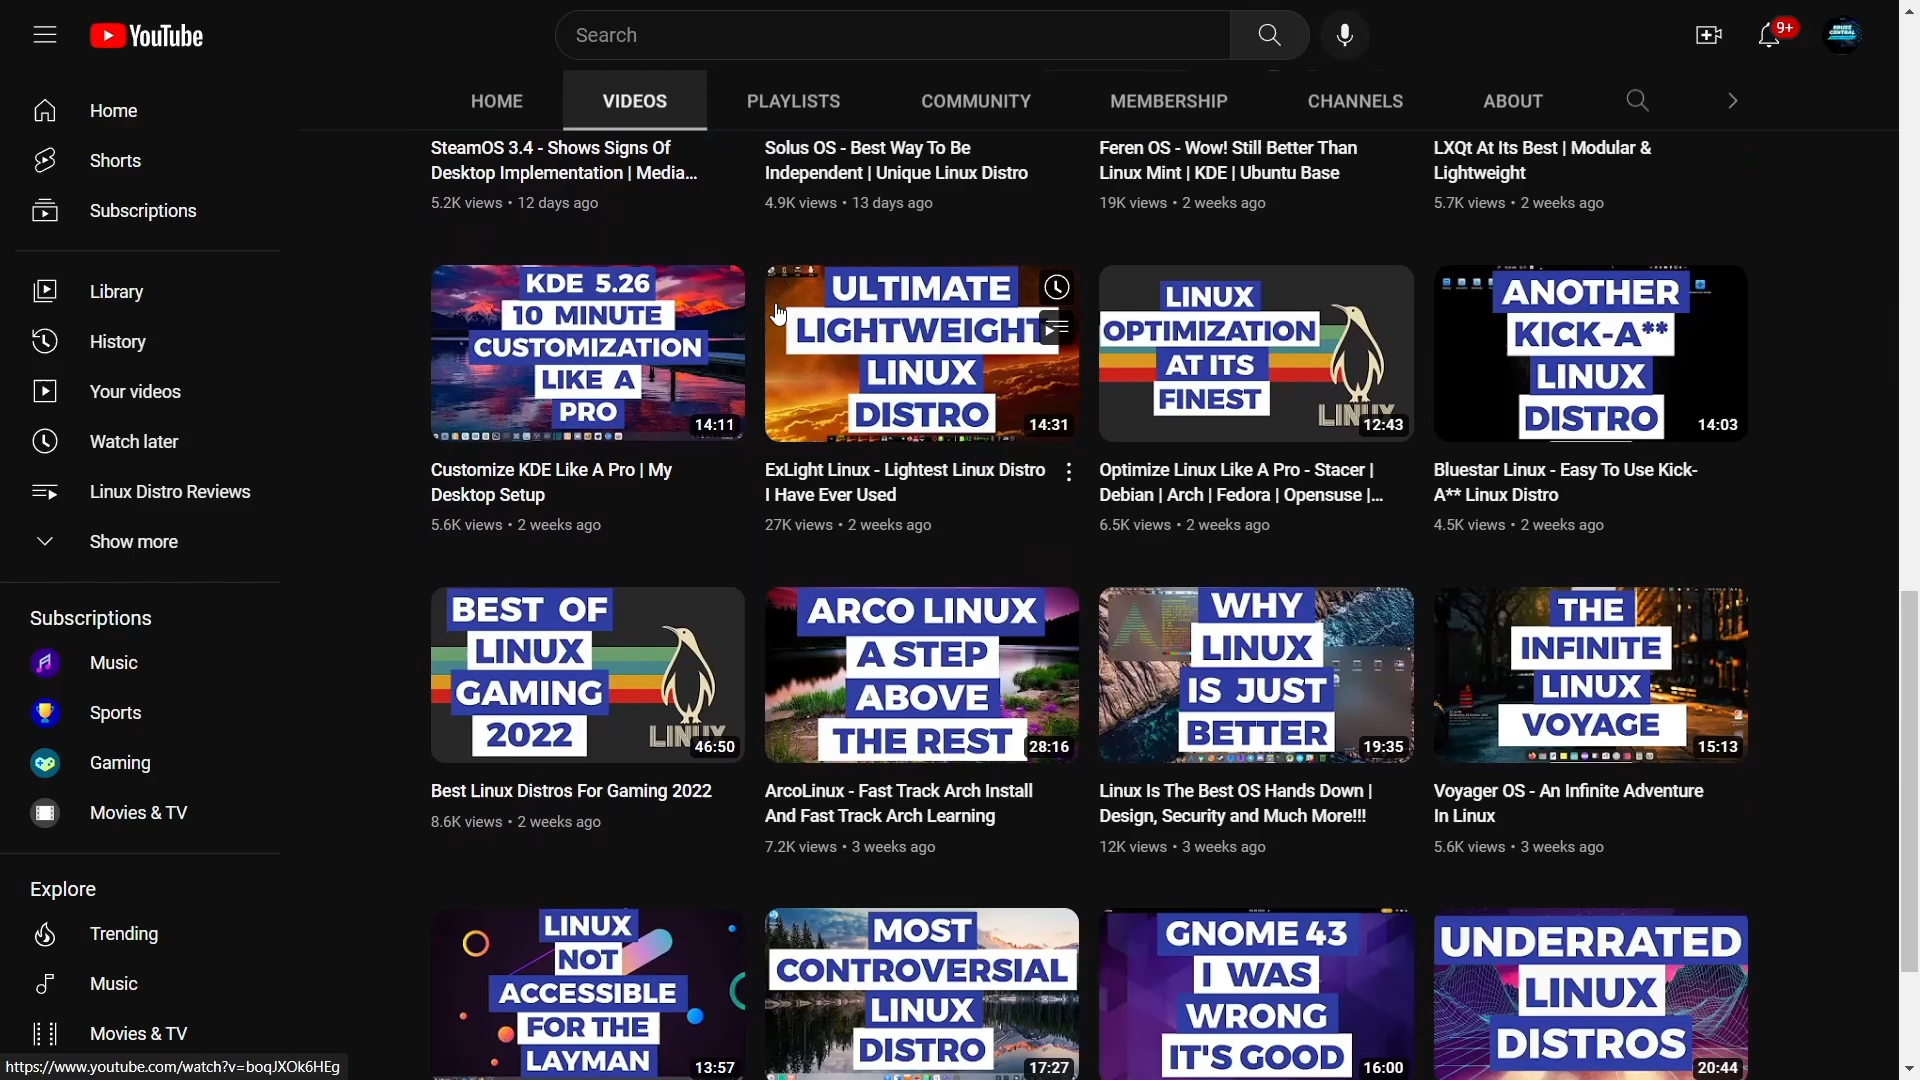 YouTube
Search
9+
HOME
VIDEOS
PLAYLISTS
COMMUNITY
MEMBERSHIP
CHANNELS
ABOUT
Home
Shorts
Subscriptions
Library
History
Your videos
Watch later
Linux Distro Reviews
Show more
Subscriptions
Music
Sports
Gaming
Movies & TV
Explore
Trending
Music
Movies & TV
https://www.youtube.com/watch?v=boqJXOk6HEg
SteamOS 3.4 - Shows Signs Of
Desktop Implementation | Media...
5.2K views • 12 days ago
Solus OS - Best Way To Be
Independent | Unique Linux Distro
4.9K views • 13 days ago
Feren OS - Wow! Still Better Than
Linux Mint | KDE | Ubuntu Base
19K views • 2 weeks ago
LXQt At Its Best | Modular &
Lightweight
5.7K views • 2 weeks ago
KDE 5.26
10 MINUTE
CUSTOMIZATION
LIKE A
PRO
14:11
Customize KDE Like A Pro | My
Desktop Setup
5.6K views • 2 weeks ago
ULTIMATE
LIGHTWEIGHT
LINUX
DISTRO
14:31
ExLight Linux - Lightest Linux Distro
I Have Ever Used
27K views • 2 weeks ago
LINUX
OPTIMIZATION
AT ITS
FINEST
LINUX
12:43
Optimize Linux Like A Pro - Stacer |
Debian | Arch | Fedora | Opensuse |...
6.5K views • 2 weeks ago
ANOTHER
KICK-A**
LINUX
DISTRO
14:03
Bluestar Linux - Easy To Use Kick-
A** Linux Distro
4.5K views • 2 weeks ago
BEST OF
LINUX
GAMING
2022
LINUX
46:50
Best Linux Distros For Gaming 2022
8.6K views • 2 weeks ago
ARCO LINUX
A STEP
ABOVE
THE REST
28:16
ArcoLinux - Fast Track Arch Install
And Fast Track Arch Learning
7.2K views • 3 weeks ago
WHY
LINUX
IS JUST
BETTER
19:35
Linux Is The Best OS Hands Down |
Design, Security and Much More!!!
12K views • 3 weeks ago
THE
INFINITE
LINUX
VOYAGE
15:13
Voyager OS - An Infinite Adventure
In Linux
5.6K views • 3 weeks ago
LINUX
NOT
ACCESSIBLE
FOR THE
LAYMAN
13:57
MOST
CONTROVERSIAL
LINUX
DISTRO
17:27
GNOME 43
I WAS
WRONG
IT'S GOOD
16:00
UNDERRATED
LINUX
DISTROS
20:44